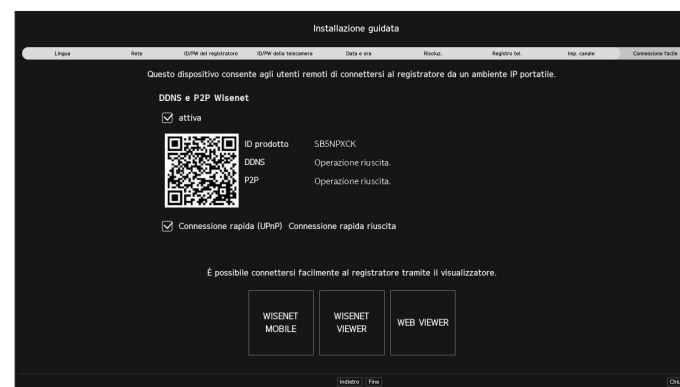 Installazione guidata
Lingua Rete ID/PW del registratore ID/PW della telecamera Data e ora Risoluz. Registro tel. Imp. canale Connessione facile
Questo dispositivo consente agli utenti remoti di connettersi al registratore da un ambiente IP portatile.
DDNS e P2P Wisenet
attiva
ID prodotto SB5NPXCK
DDNS Operazione riuscita.
P2P Operazione riuscita.
Connessione rapida (UPnP) Connessione rapida riuscita
È possibile connettersi facilmente al registratore tramite il visualizzatore.
WISENET MOBILE
WISENET VIEWER
WEB VIEWER
Indietro Fine